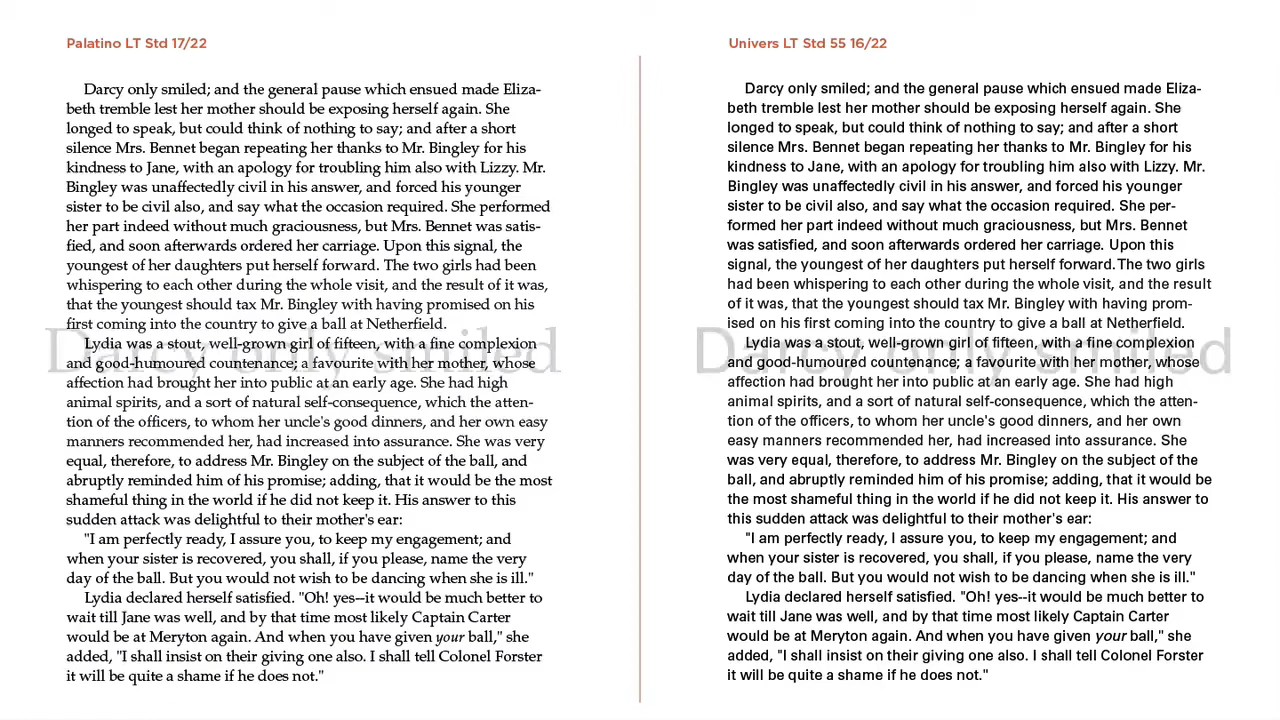 Palatino LT Std 17/22
Darcy only smiled; and the general pause which ensued made Eliza-
beth tremble lest her mother should be exposing herself again. She
longed to speak, but could think of nothing to say; and after a short
silence Mrs. Bennet began repeating her thanks to Mr. Bingley for his
kindness to Jane, with an apology for troubling him also with Lizzy. Mr.
Bingley was unaffectedly civil in his answer, and forced his younger
sister to be civil also, and say what the occasion required. She performed
her part indeed without much graciousness, but Mrs. Bennet was satis-
fied, and soon afterwards ordered her carriage. Upon this signal, the
youngest of her daughters put herself forward. The two girls had been
whispering to each other during the whole visit, and the result of it was,
that the youngest should tax Mr. Bingley with having promised on his
first coming into the country to give a ball at Netherfield.
Lydia was a stout, well-grown girl of fifteen, with a fine complexion
and good-humoured countenance; a favourite with her mother, whose
affection had brought her into public at an early age. She had high
animal spirits, and a sort of natural self-consequence, which the atten-
tion of the officers, to whom her uncle's good dinners, and her own easy
manners recommended her, had increased into assurance. She was very
equal, therefore, to address Mr. Bingley on the subject of the ball, and
abruptly reminded him of his promise; adding, that it would be the most
shameful thing in the world if he did not keep it. His answer to this
sudden attack was delightful to their mother's ear:
"I am perfectly ready, I assure you, to keep my engagement; and
when your sister is recovered, you shall, if you please, name the very
day of the ball. But you would not wish to be dancing when she is ill."
Lydia declared herself satisfied. "Oh! yes--it would be much better to
wait till Jane was well, and by that time most likely Captain Carter
would be at Meryton again. And when you have given your ball," she
added, "I shall insist on their giving one also. I shall tell Colonel Forster
it will be quite a shame if he does not."
Darcy only smiled
Univers LT Std 55 16/22
Darcy only smiled; and the general pause which ensued made Eliza-
beth tremble lest her mother should be exposing herself again. She
longed to speak, but could think of nothing to say; and after a short
silence Mrs. Bennet began repeating her thanks to Mr. Bingley for his
kindness to Jane, with an apology for troubling him also with Lizzy. Mr.
Bingley was unaffectedly civil in his answer, and forced his younger
sister to be civil also, and say what the occasion required. She per-
formed her part indeed without much graciousness, but Mrs. Bennet
was satisfied, and soon afterwards ordered her carriage. Upon this
signal, the youngest of her daughters put herself forward. The two girls
had been whispering to each other during the whole visit, and the result
of it was, that the youngest should tax Mr. Bingley with having prom-
ised on his first coming into the country to give a ball at Netherfield.
Lydia was a stout, well-grown girl of fifteen, with a fine complexion
and good-humoured countenance; a favourite with her mother, whose
affection had brought her into public at an early age. She had high
animal spirits, and a sort of natural self-consequence, which the atten-
tion of the officers, to whom her uncle's good dinners, and her own
easy manners recommended her, had increased into assurance. She
was very equal, therefore, to address Mr. Bingley on the subject of the
ball, and abruptly reminded him of his promise; adding, that it would be
the most shameful thing in the world if he did not keep it. His answer to
this sudden attack was delightful to their mother's ear:
"I am perfectly ready, I assure you, to keep my engagement; and
when your sister is recovered, you shall, if you please, name the very
day of the ball. But you would not wish to be dancing when she is ill."
Lydia declared herself satisfied. "Oh! yes--it would be much better to
wait till Jane was well, and by that time most likely Captain Carter
would be at Meryton again. And when you have given your ball," she
added, "I shall insist on their giving one also. I shall tell Colonel Forster
it will be quite a shame if he does not."
Darcy only smiled